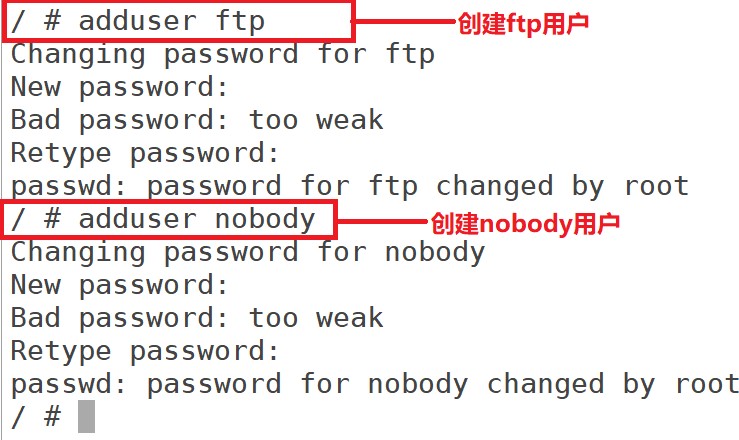 / # adduser ftp
创建ftp用户
Changing password for ftp
New password:
Bad password: too weak
Retype password:
passwd: password for ftp changed by root
/ # adduser nobody
创建nobody用户
Changing password for nobody
New password:
Bad password: too weak
Retype password:
passwd: password for nobody changed by root
/ #